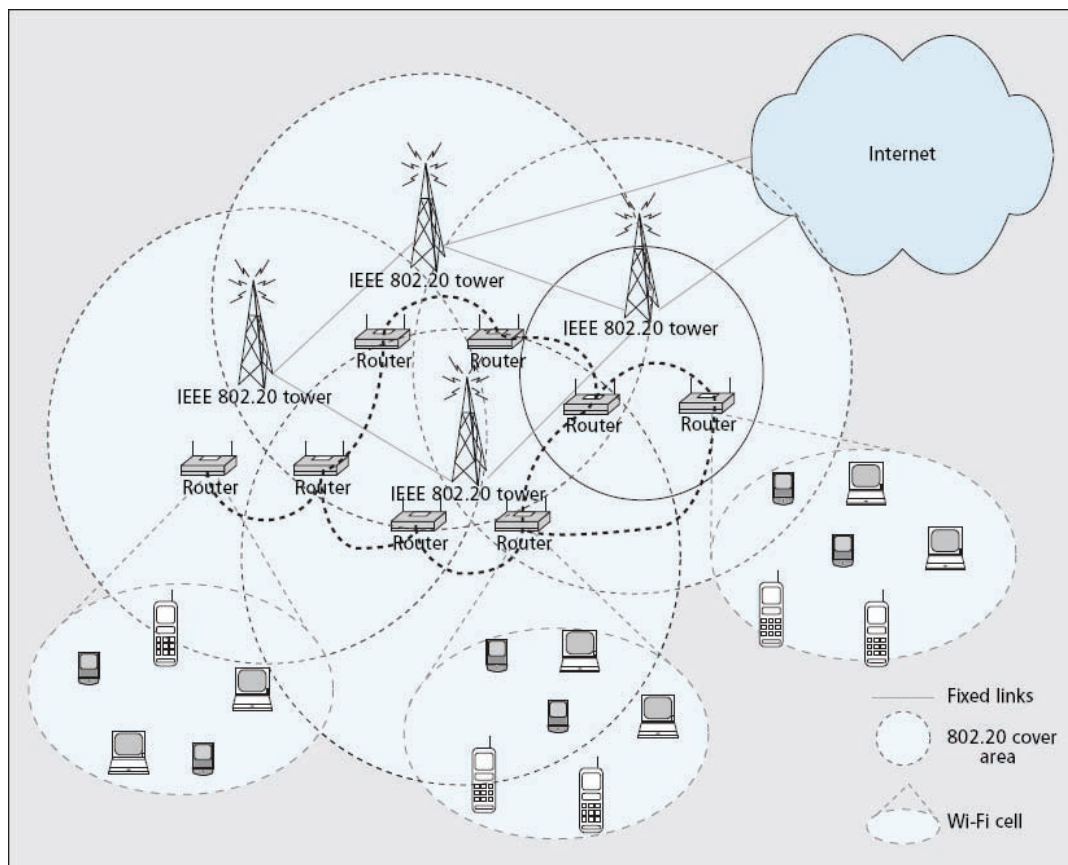 Internet
IEEE 802.20 tower
IEEE 802.20 tower
Router
Router
IEEE 802.20 tower
Router
Router
Router
Router
IEEE 802.20 tower
Router
Router
Fixed links
802.20 cover
area
Wi-Fi cell